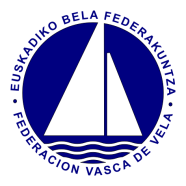 EUSKADIKO BELA FEDERAKUNTZA
FEDERACION VASCA DE VELA